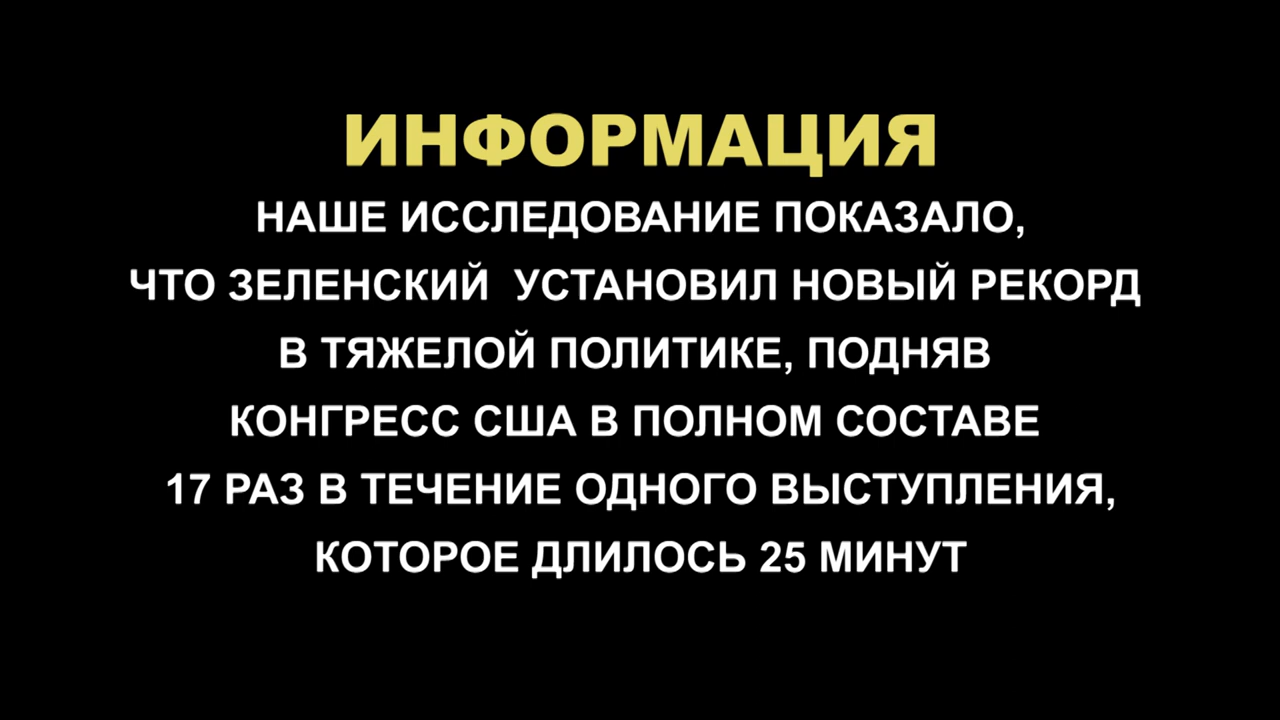 ИНФОРМАЦИЯ
НАШЕ ИССЛЕДОВАНИЕ ПОКАЗАЛО,
ЧТО ЗЕЛЕНСКИЙ УСТАНОВИЛ НОВЫЙ РЕКОРД
В ТЯЖЕЛОЙ ПОЛИТИКЕ, ПОДНЯВ
КОНГРЕСС США В ПОЛНОМ СОСТАВЕ
17 РАЗ В ТЕЧЕНИЕ ОДНОГО ВЫСТУПЛЕНИЯ,
КОТОРОЕ ДЛИЛОСЬ 25 МИНУТ